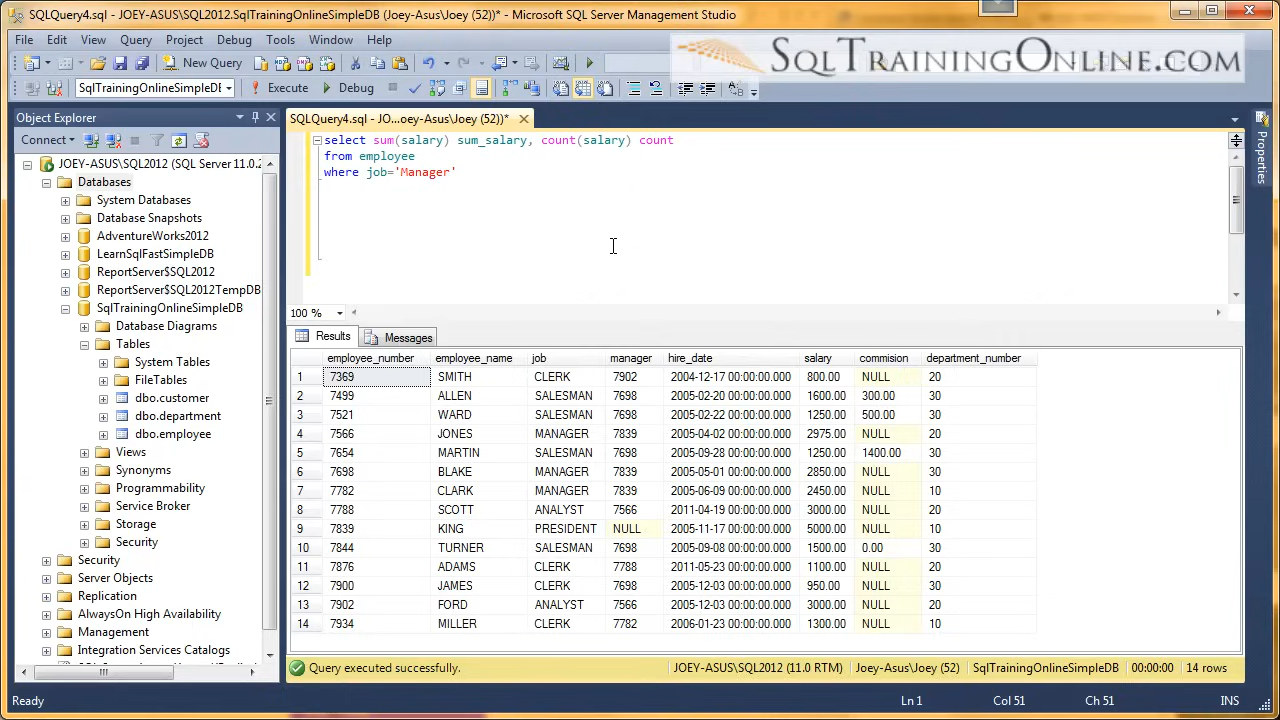 SQLQuery4.sql - JOEY-ASUS\SQL2012.SqlTrainingOnlineSimpleDB (Joey-Asus\Joey (52))* - Microsoft SQL Server Management Studio
File Edit View Query Project Debug Tools Window Help
SQLTRAININGONLINE.COM
New Query
SqlTrainingOnlineSimpleDE Execute Debug
Object Explorer
SQLQuery4.sql - JO...oey-Asus\Joey (52))*
Connect
JOEY-ASUS\SQL2012 (SQL Server 11.0.2
Databases
System Databases
Database Snapshots
AdventureWorks2012
LearnSqlFastSimpleDB
ReportServer$SQL2012
ReportServer$SQL2012TempDB
SqlTrainingOnlineSimpleDB
Database Diagrams
Tables
System Tables
FileTables
dbo.customer
dbo.department
dbo.employee
Views
Synonyms
Programmability
Service Broker
Storage
Security
Security
Server Objects
Replication
AlwaysOn High Availability
Management
Integration Services Catalogs
select sum(salary) sum_salary, count(salary) count
from employee
where job='Manager'
Properties
100 %
Results Messages
employee_number employee_name job manager hire_date salary commision department_number
1 7369 SMITH CLERK 7902 2004-12-17 00:00:00.000 800.00 NULL 20
2 7499 ALLEN SALESMAN 7698 2005-02-20 00:00:00.000 1600.00 300.00 30
3 7521 WARD SALESMAN 7698 2005-02-22 00:00:00.000 1250.00 500.00 30
4 7566 JONES MANAGER 7839 2005-04-02 00:00:00.000 2975.00 NULL 20
5 7654 MARTIN SALESMAN 7698 2005-09-28 00:00:00.000 1250.00 1400.00 30
6 7698 BLAKE MANAGER 7839 2005-05-01 00:00:00.000 2850.00 NULL 30
7 7782 CLARK MANAGER 7839 2005-06-09 00:00:00.000 2450.00 NULL 10
8 7788 SCOTT ANALYST 7566 2011-04-19 00:00:00.000 3000.00 NULL 20
9 7839 KING PRESIDENT NULL 2005-11-17 00:00:00.000 5000.00 NULL 10
10 7844 TURNER SALESMAN 7698 2005-09-08 00:00:00.000 1500.00 0.00 30
11 7876 ADAMS CLERK 7788 2011-05-23 00:00:00.000 1100.00 NULL 20
12 7900 JAMES CLERK 7698 2005-12-03 00:00:00.000 950.00 NULL 30
13 7902 FORD ANALYST 7566 2005-12-03 00:00:00.000 3000.00 NULL 20
14 7934 MILLER CLERK 7782 2006-01-23 00:00:00.000 1300.00 NULL 10
Query executed successfully. JOEY-ASUS\SQL2012 (11.0 RTM) Joey-Asus\Joey (52) SqlTrainingOnlineSimpleDB 00:00:00 14 rows
Ready Ln 1 Col 51 Ch 51 INS